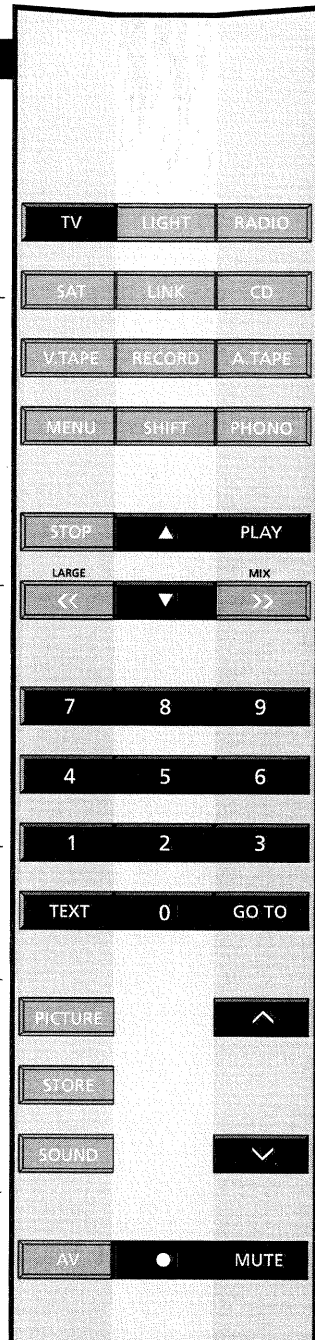 TV LIGHT RADIO
SAT LINK CD
V.TAPE RECORD A.TAPE
MENU SHIFT PHONO
STOP ▲ PLAY
LARGE MIX
<< ▼ >>
7 8 9
4 5 6
1 2 3
TEXT 0 GO TO
PICTURE
STORE
SOUND
AV ● MUTE